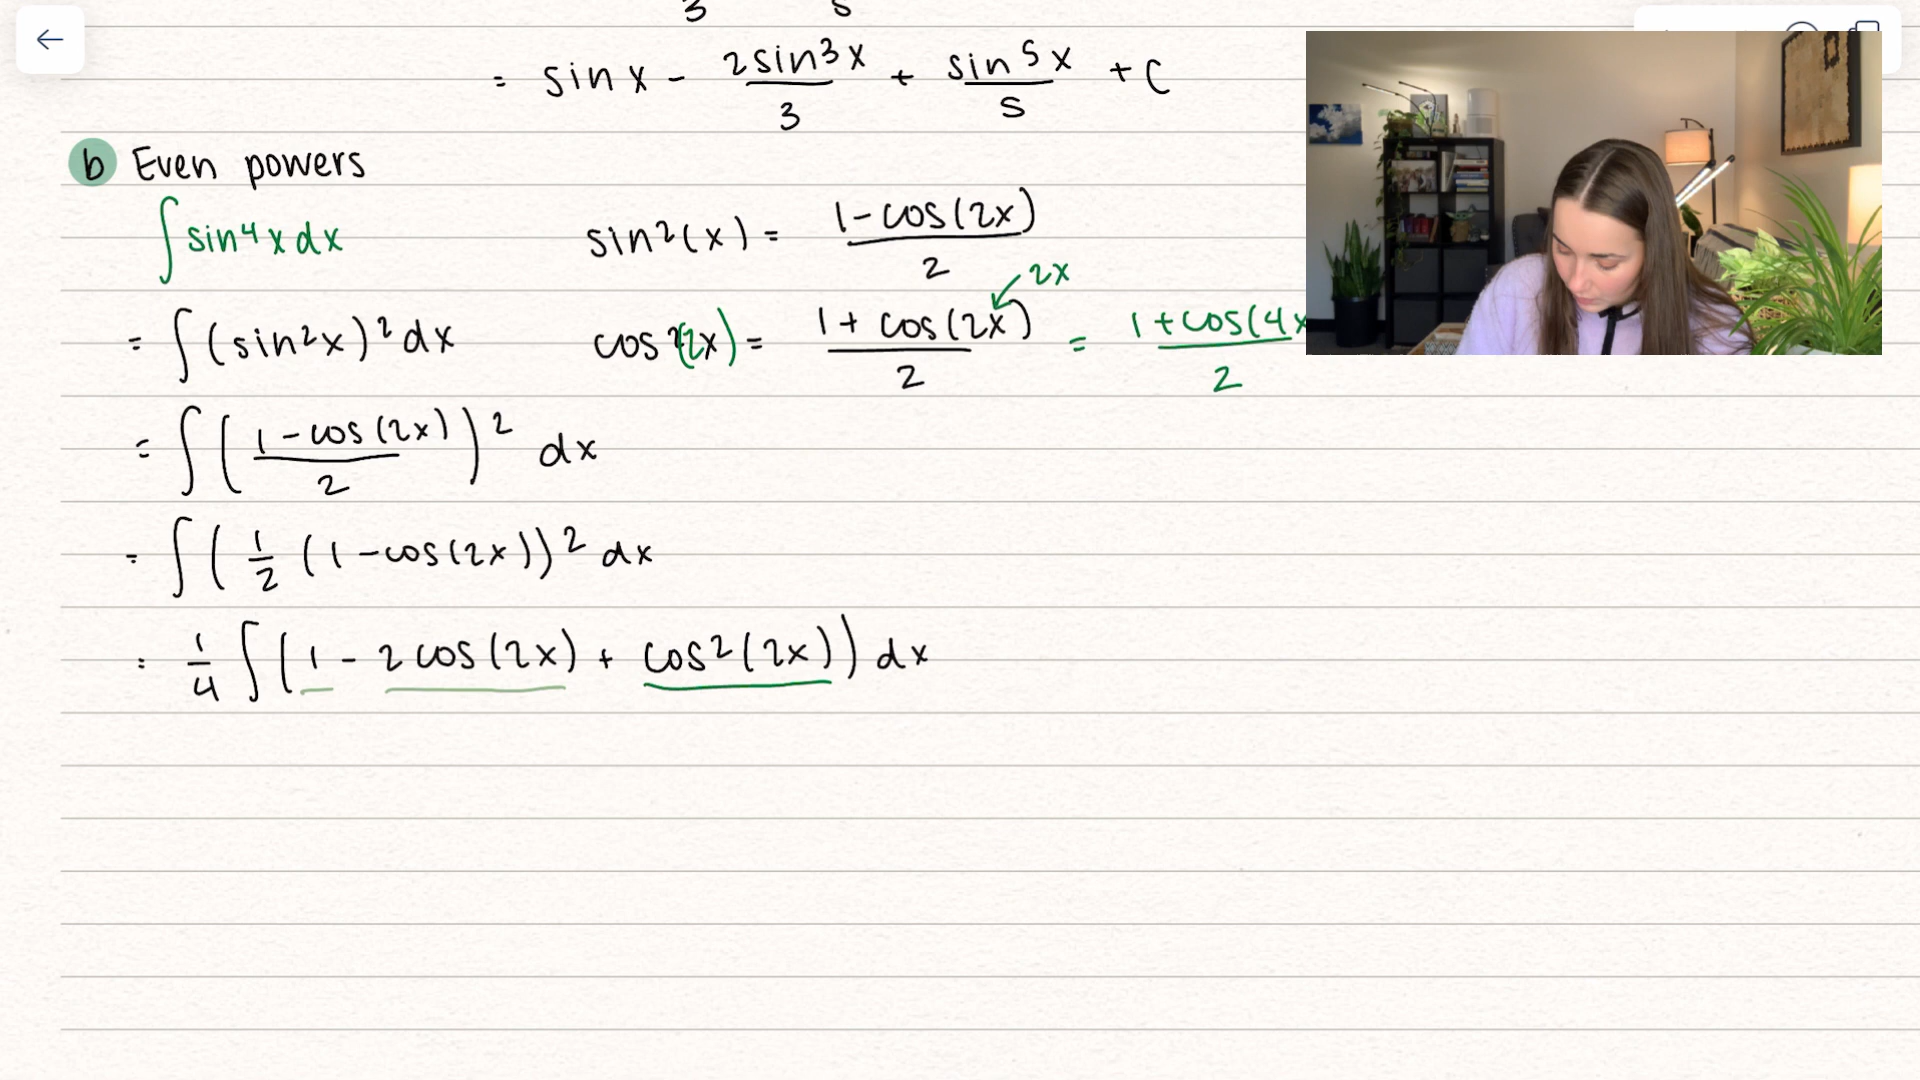 3 5
= sin x - 2sin³x/3 + sin⁵x/5 + C
b Even powers
∫sin⁴x dx sin²(x) = (1-cos(2x))/2
2x
= ∫(sin²x)² dx cos²(2x) = (1+cos(2x))/2 = (1+cos(4x/2
= ∫((1-cos(2x))/2)² dx
= ∫(1/2 (1-cos(2x))² dx
= 1/4 ∫(1 - 2cos(2x) + cos²(2x)) dx